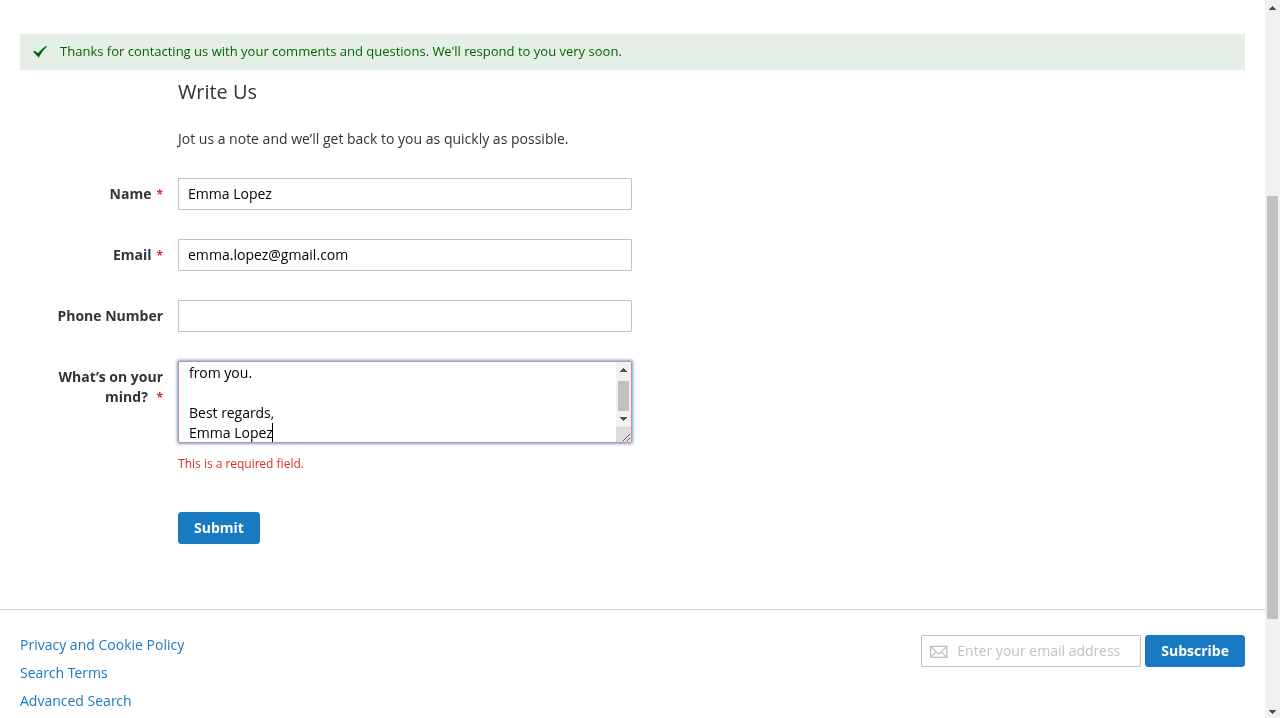 Thanks for contacting us with your comments and questions. We'll respond to you very soon.
Write Us
Jot us a note and we’ll get back to you as quickly as possible.
Name *
Emma Lopez
Email *
emma.lopez@gmail.com
Phone Number
What’s on your
mind? *
from you.
Best regards,
Emma Lopez
This is a required field.
Submit
Privacy and Cookie Policy
Search Terms
Advanced Search
Enter your email address
Subscribe